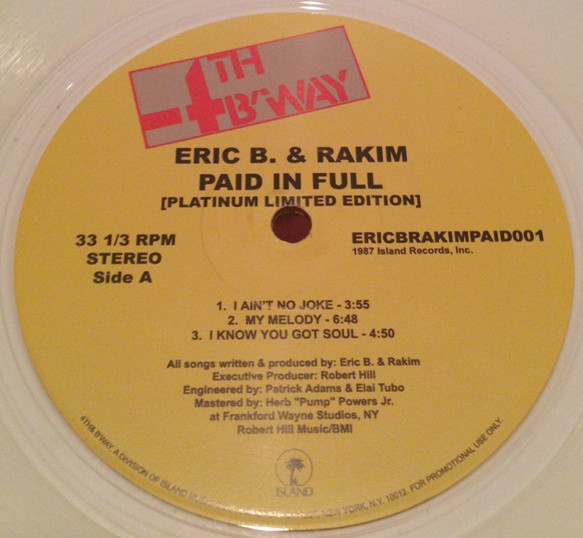 4TH
B'WAY
ERIC B. & RAKIM
PAID IN FULL
[PLATINUM LIMITED EDITION]
33 1/3 RPM
STEREO
Side A
ERICBRAKIMPAID001
1987 Island Records, Inc.
1. I AIN'T NO JOKE - 3:55
2. MY MELODY - 6:48
3. I KNOW YOU GOT SOUL - 4:50
All songs written & produced by: Eric B. & Rakim
Executive Producer: Robert Hill
Engineered by: Patrick Adams & Elai Tubo
Mastered by: Herb "Pump" Powers Jr.
at Frankford Wayne Studios, NY
Robert Hill Music/BMI
ISLAND
4TH& B'WAY, A DIVISION OF ISLAND NEW YORK, N.Y. 10012. FOR PROMOTIONAL USE ONLY.